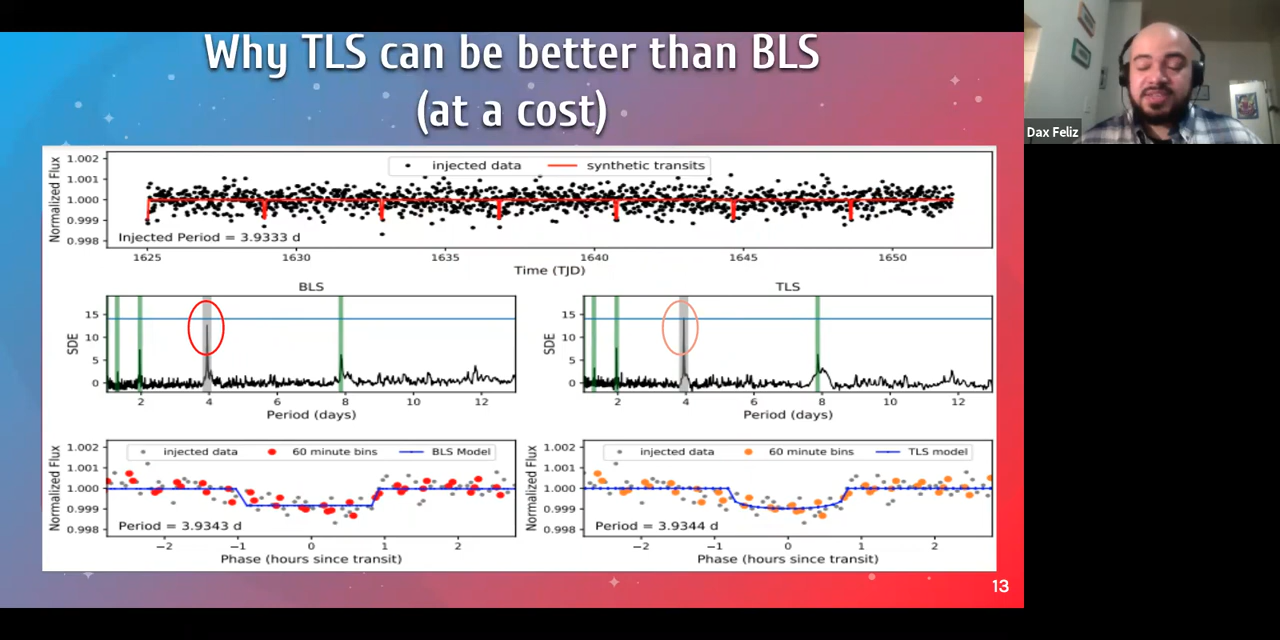 Why TLS can be better than BLS
(at a cost)
Dax Feliz
Normalized Flux
1.002
1.001
1.000
0.999
0.998
injected data
synthetic transits
Injected Period = 3.9333 d
1625 1630 1635 1640 1645 1650
Time (TJD)
BLS
SDE
15
10
5
0
2 4 6 8 10 12
Period (days)
TLS
SDE
15
10
5
0
2 4 6 8 10 12
Period (days)
Normalized Flux
1.002
1.001
1.000
0.999
0.998
injected data 60 minute bins BLS Model
Period = 3.9343 d
−2 −1 0 1 2
Phase (hours since transit)
Normalized Flux
1.002
1.001
1.000
0.999
0.998
injected data 60 minute bins TLS model
Period = 3.9344 d
−2 −1 0 1 2
Phase (hours since transit)
13